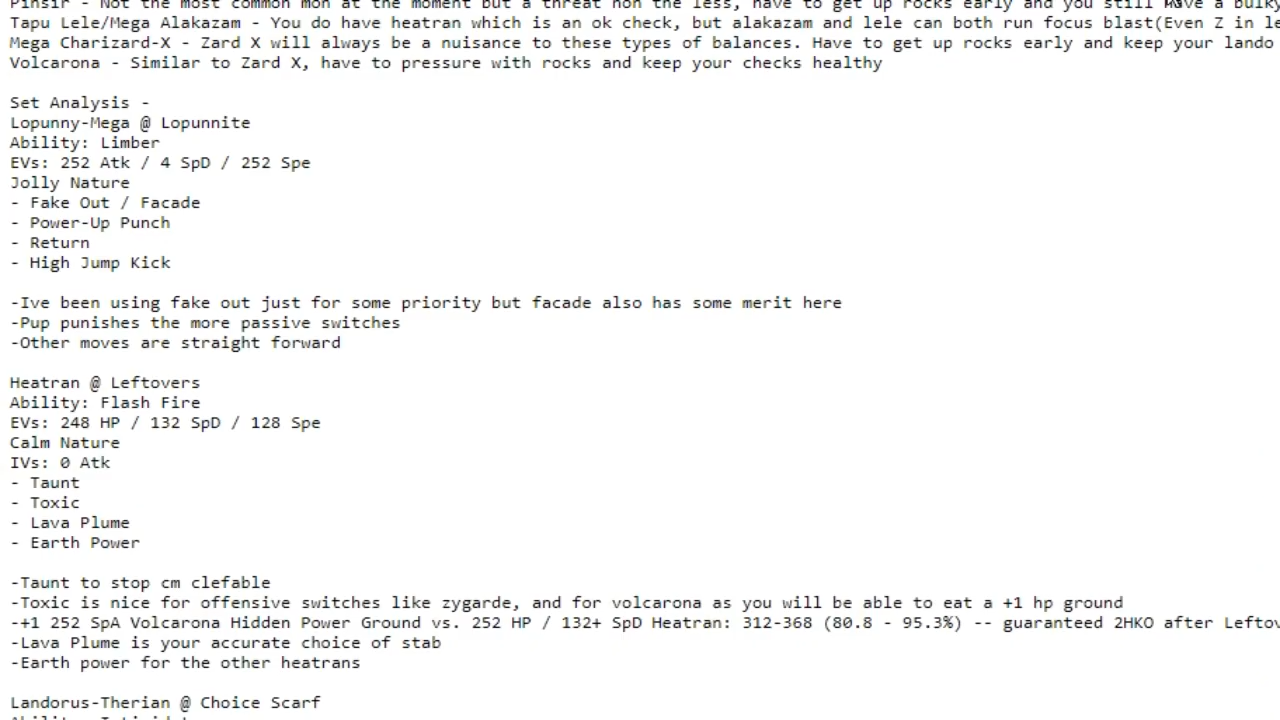 Pinsir - Not the most common mon at the moment but a threat non the less, have to get up rocks early and you still have a bulky
Tapu Lele/Mega Alakazam - You do have heatran which is an ok check, but alakazam and lele can both run focus blast(Even Z in le
Mega Charizard-X - Zard X will always be a nuisance to these types of balances. Have to get up rocks early and keep your lando
Volcarona - Similar to Zard X, have to pressure with rocks and keep your checks healthy
Set Analysis -
Lopunny-Mega @ Lopunnite
Ability: Limber
EVs: 252 Atk / 4 SpD / 252 Spe
Jolly Nature
- Fake Out / Facade
- Power-Up Punch
- Return
- High Jump Kick
-Ive been using fake out just for some priority but facade also has some merit here
-Pup punishes the more passive switches
-Other moves are straight forward
Heatran @ Leftovers
Ability: Flash Fire
EVs: 248 HP / 132 SpD / 128 Spe
Calm Nature
IVs: 0 Atk
- Taunt
- Toxic
- Lava Plume
- Earth Power
-Taunt to stop cm clefable
-Toxic is nice for offensive switches like zygarde, and for volcarona as you will be able to eat a +1 hp ground
-+1 252 SpA Volcarona Hidden Power Ground vs. 252 HP / 132+ SpD Heatran: 312-368 (80.8 - 95.3%) -- guaranteed 2HKO after Leftov
-Lava Plume is your accurate choice of stab
-Earth power for the other heatrans
Landorus-Therian @ Choice Scarf